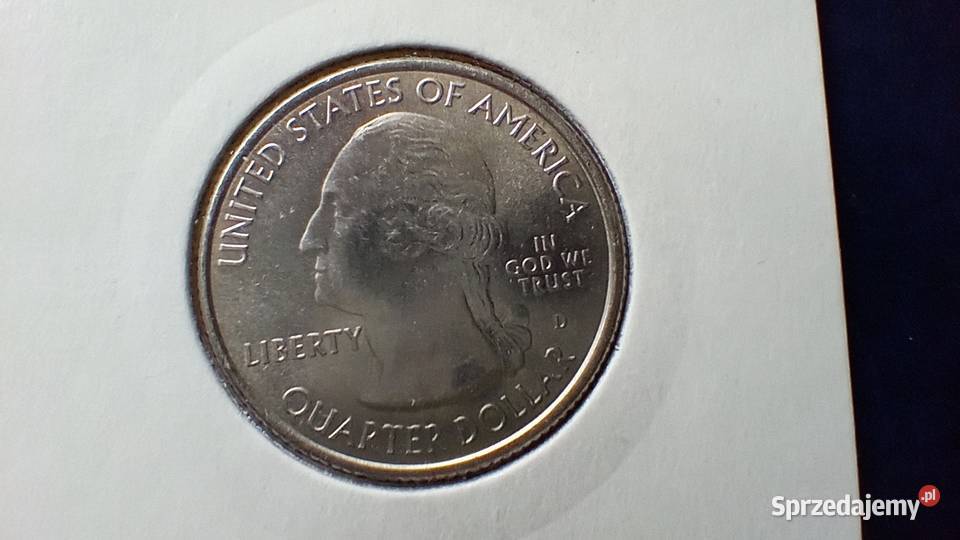 UNITED STATES OF AMERICA
IN
GOD WE
TRUST
D
LIBERTY
QUARTER DOLLAR
Sprzedajemy.pl